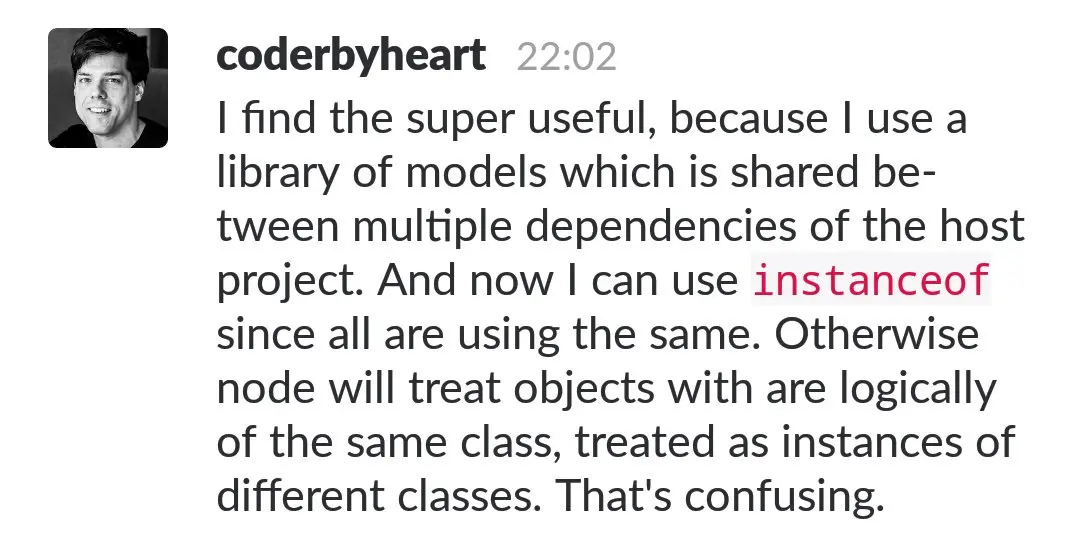 coderbyheart 22:02
I find the super useful, because I use a
library of models which is shared be-
tween multiple dependencies of the host
project. And now I can use instanceof
since all are using the same. Otherwise
node will treat objects with are logically
of the same class, treated as instances of
different classes. That's confusing.